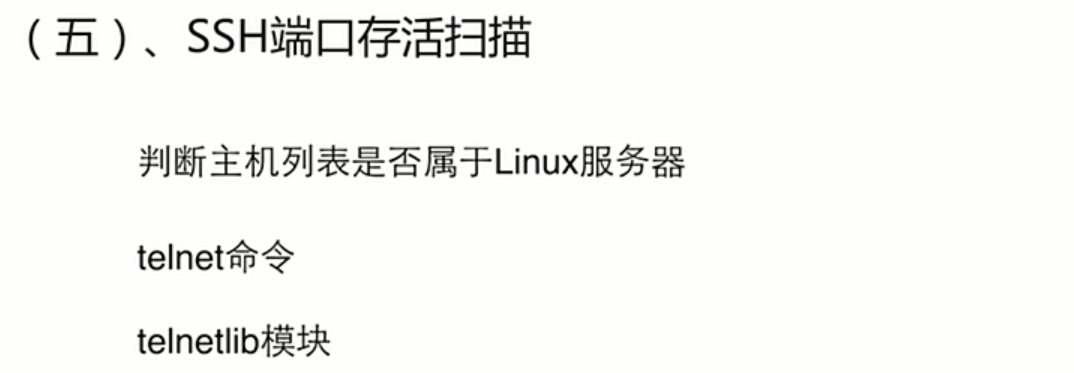 （五）、SSH端口存活扫描
判断主机列表是否属于Linux服务器
telnet命令
telnetlib模块